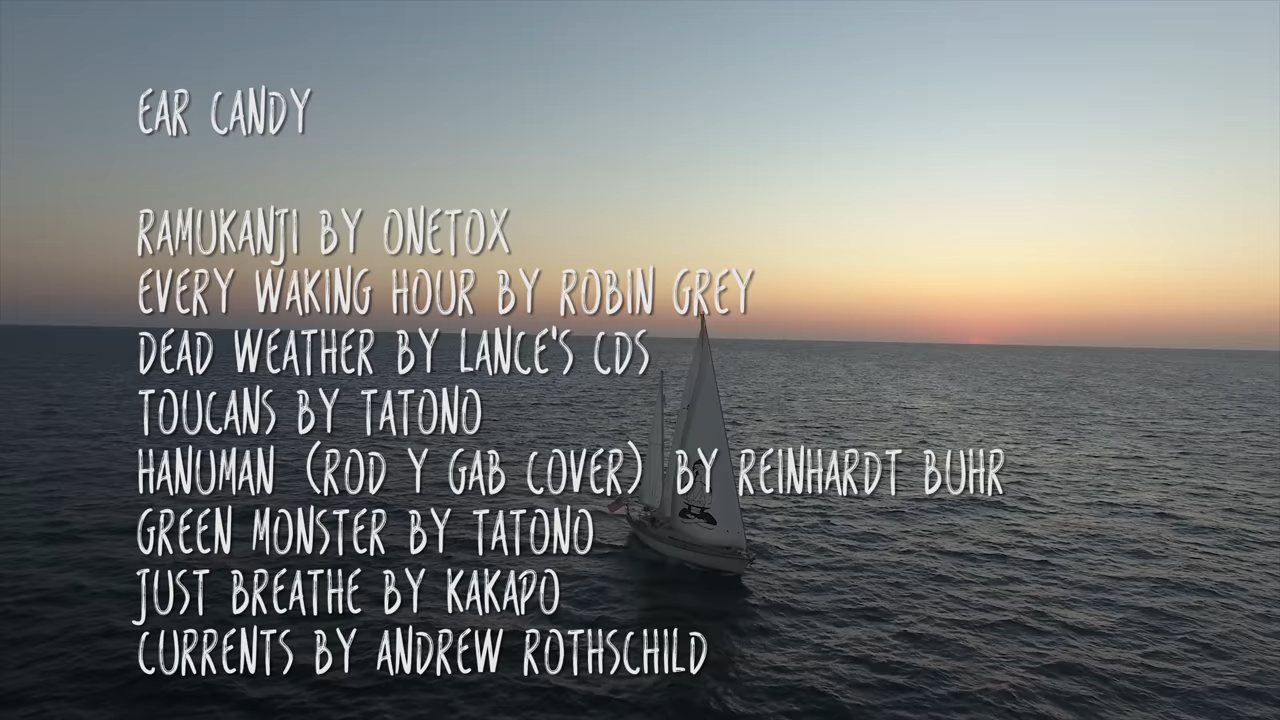 EAR CANDY
RAMUKANJI BY ONETOX
EVERY WAKING HOUR BY ROBIN GREY
DEAD WEATHER BY LANCE'S CDS
TOUCANS BY TATONO
HANUMAN (ROD Y GAB COVER) BY REINHARDT BUHR
GREEN MONSTER BY TATONO
JUST BREATHE BY KAKAPO
CURRENTS BY ANDREW ROTHSCHILD